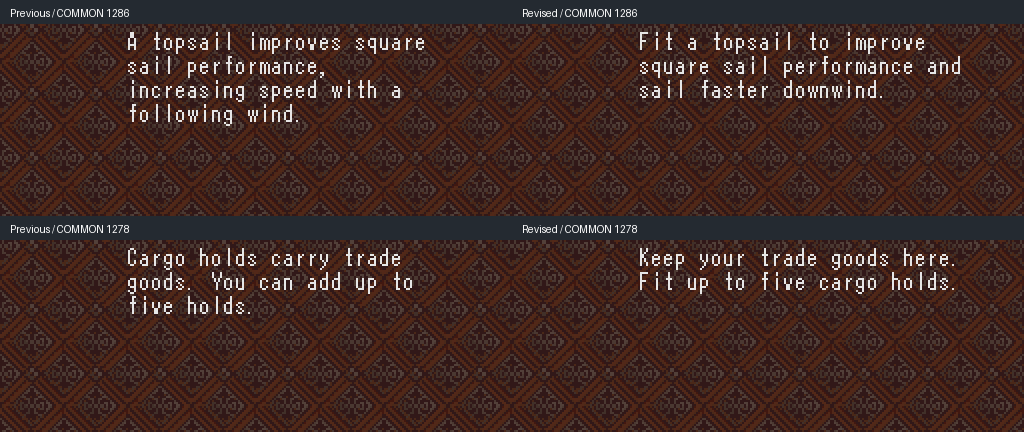 Previous / COMMON 1286
A topsail improves square
sail performance,
increasing speed with a
following wind.
Revised / COMMON 1286
Fit a topsail to improve
square sail performance and
sail faster downwind.
Previous / COMMON 1278
Cargo holds carry trade
goods. You can add up to
five holds.
Revised / COMMON 1278
Keep your trade goods here.
Fit up to five cargo holds.